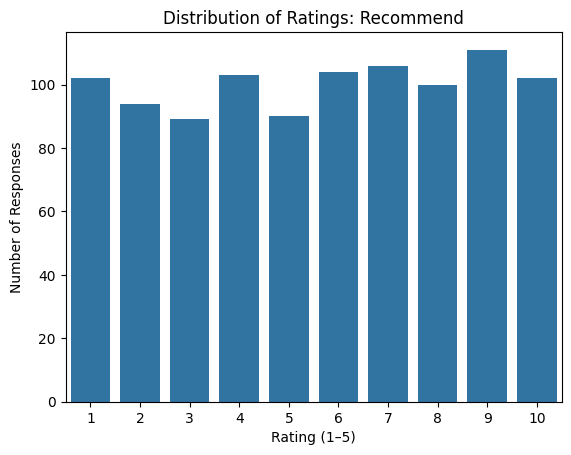 Distribution of Ratings: Recommend
100
80
60
40
20
0
Number of Responses
1 2 3 4 5 6 7 8 9 10
Rating (1–5)